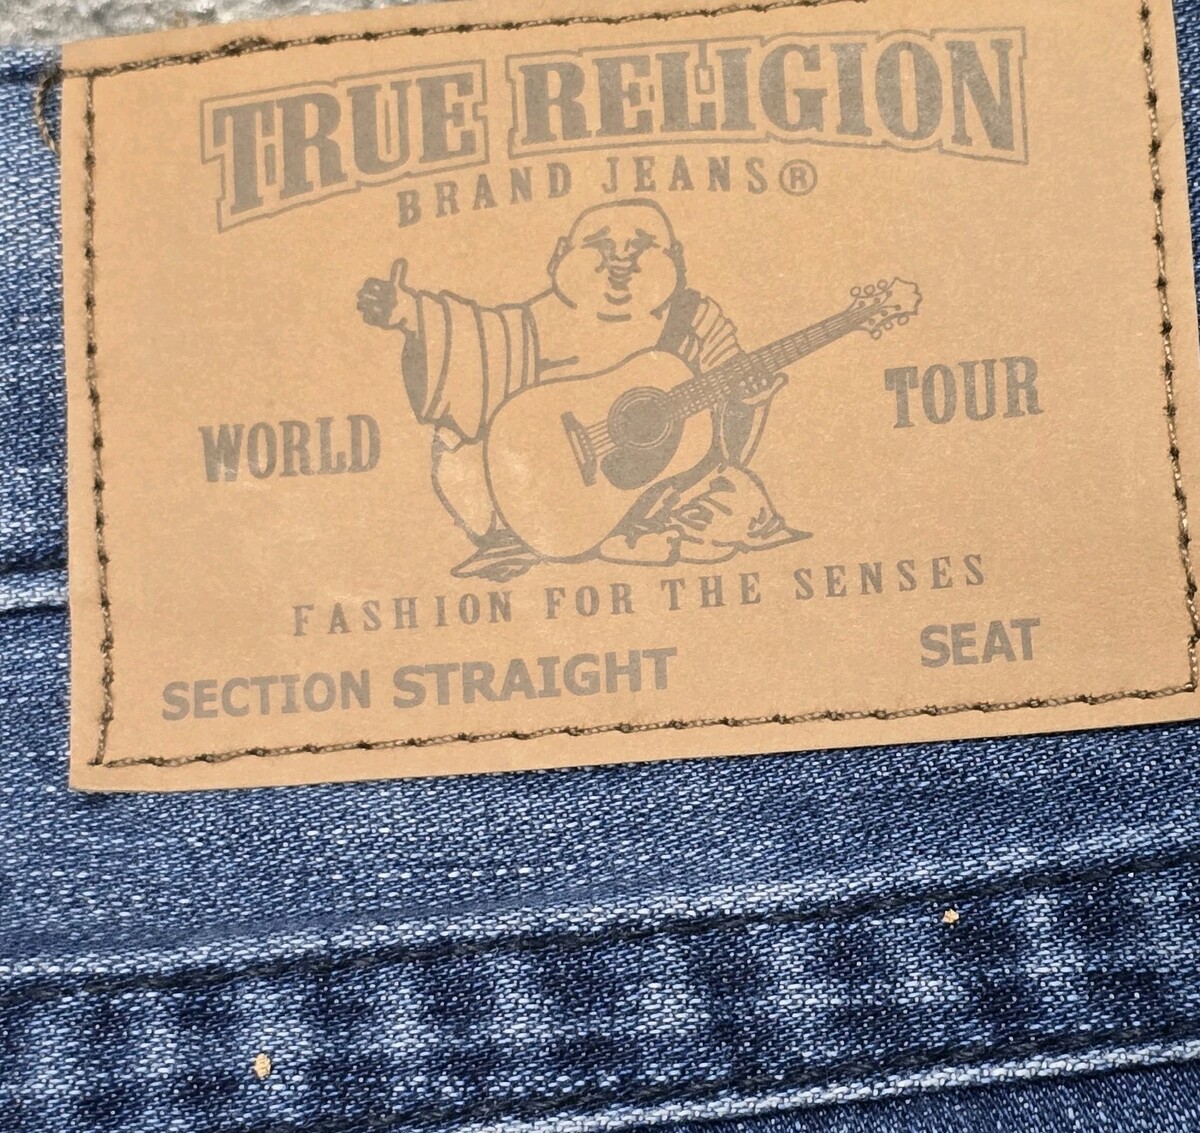 TRUE RELIGION
BRAND JEANS®
WORLD TOUR
FASHION FOR THE SENSES
SECTION STRAIGHT SEAT